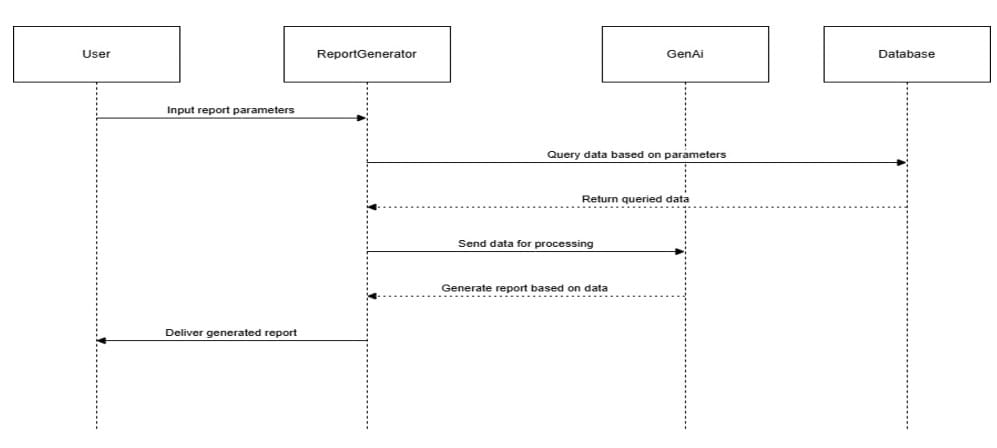 User
ReportGenerator
GenAi
Database
Input report parameters
Query data based on parameters
Return queried data
Send data for processing
Generate report based on data
Deliver generated report